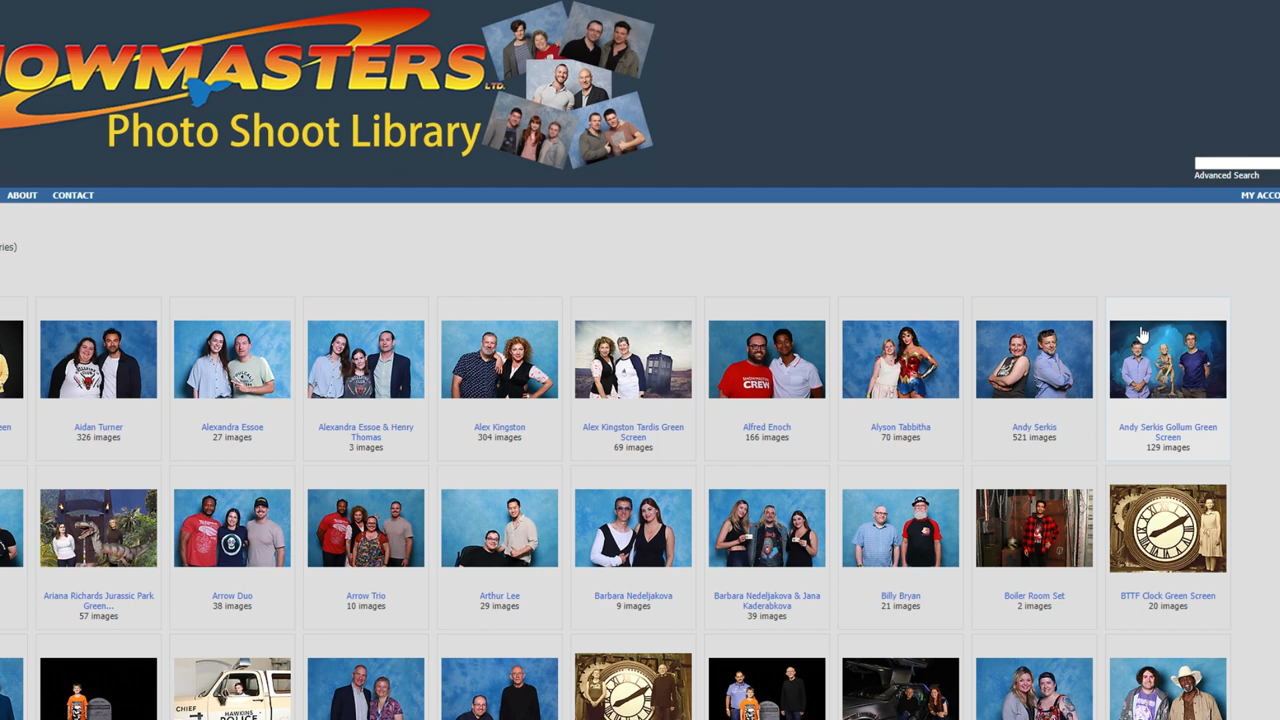 OWMASTERS LTD.
Photo Shoot Library
Advanced Search
ABOUT CONTACT MY ACCO
ries)
een
Aidan Turner
326 images
Alexandra Essoe
27 images
Alexandra Essoe & Henry
Thomas
3 images
Alex Kingston
304 images
Alex Kingston Tardis Green
Screen
69 images
Alfred Enoch
166 images
Alyson Tabbitha
70 images
Andy Serkis
521 images
Andy Serkis Gollum Green
Screen
129 images
Ariana Richards Jurassic Park
Green...
57 images
Arrow Duo
38 images
Arrow Trio
10 images
Arthur Lee
29 images
Barbara Nedeljakova
9 images
Barbara Nedeljakova & Jana
Kaderabkova
39 images
Billy Bryan
21 images
Boiler Room Set
2 images
BTTF Clock Green Screen
20 images
CHIEF
HAWKINS
POLICE